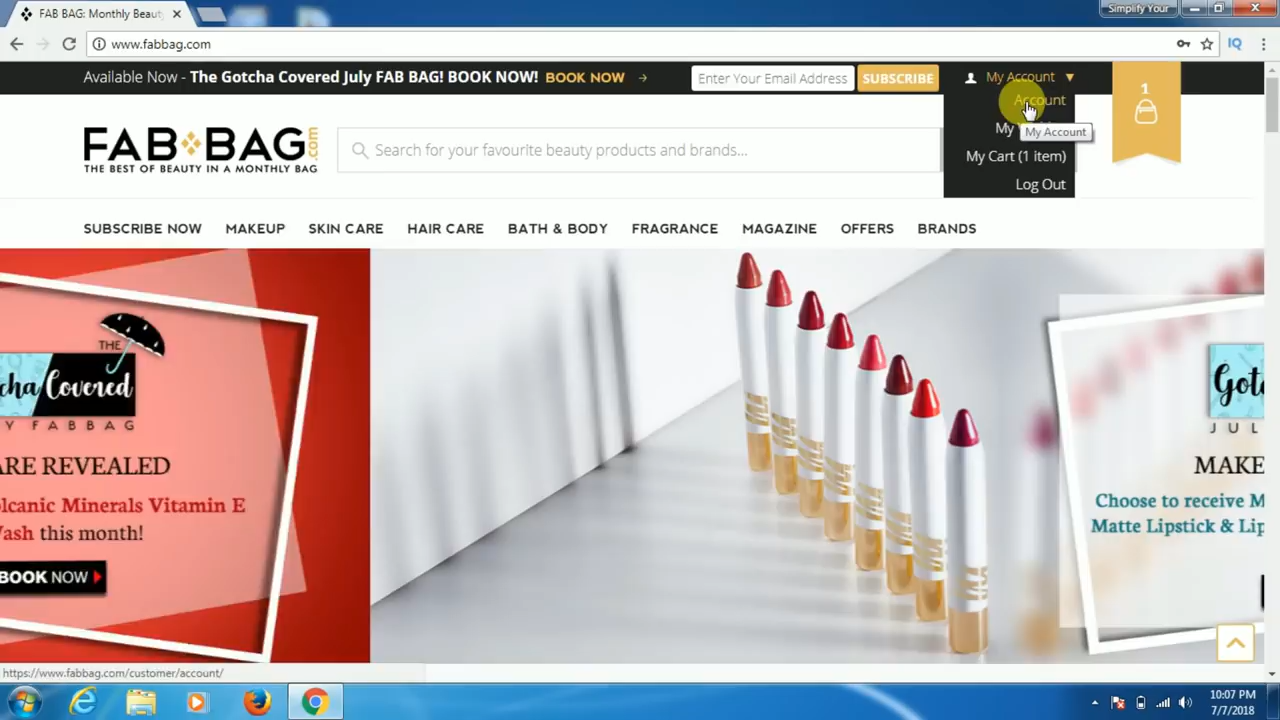 FAB BAG: Monthly Beaut
Simplify Your
www.fabbag.com
Available Now - The Gotcha Covered July FAB BAG! BOOK NOW! BOOK NOW →
Enter Your Email Address
SUBSCRIBE
My Account ▼
1
Account
My
My Account
My Cart (1 item)
Log Out
FAB BAG.com
THE BEST OF BEAUTY IN A MONTHLY BAG
Search for your favourite beauty products and brands...
SUBSCRIBE NOW MAKEUP SKIN CARE HAIR CARE BATH & BODY FRAGRANCE MAGAZINE OFFERS BRANDS
THE
cha Covered
Y FABBAG
ARE REVEALED
olcanic Minerals Vitamin E
Vash this month!
BOOK NOW
Gotc
JUL
MAKE
Choose to receive M
Matte Lipstick & Lip
https://www.fabbag.com/customer/account/
10:07 PM
7/7/2018